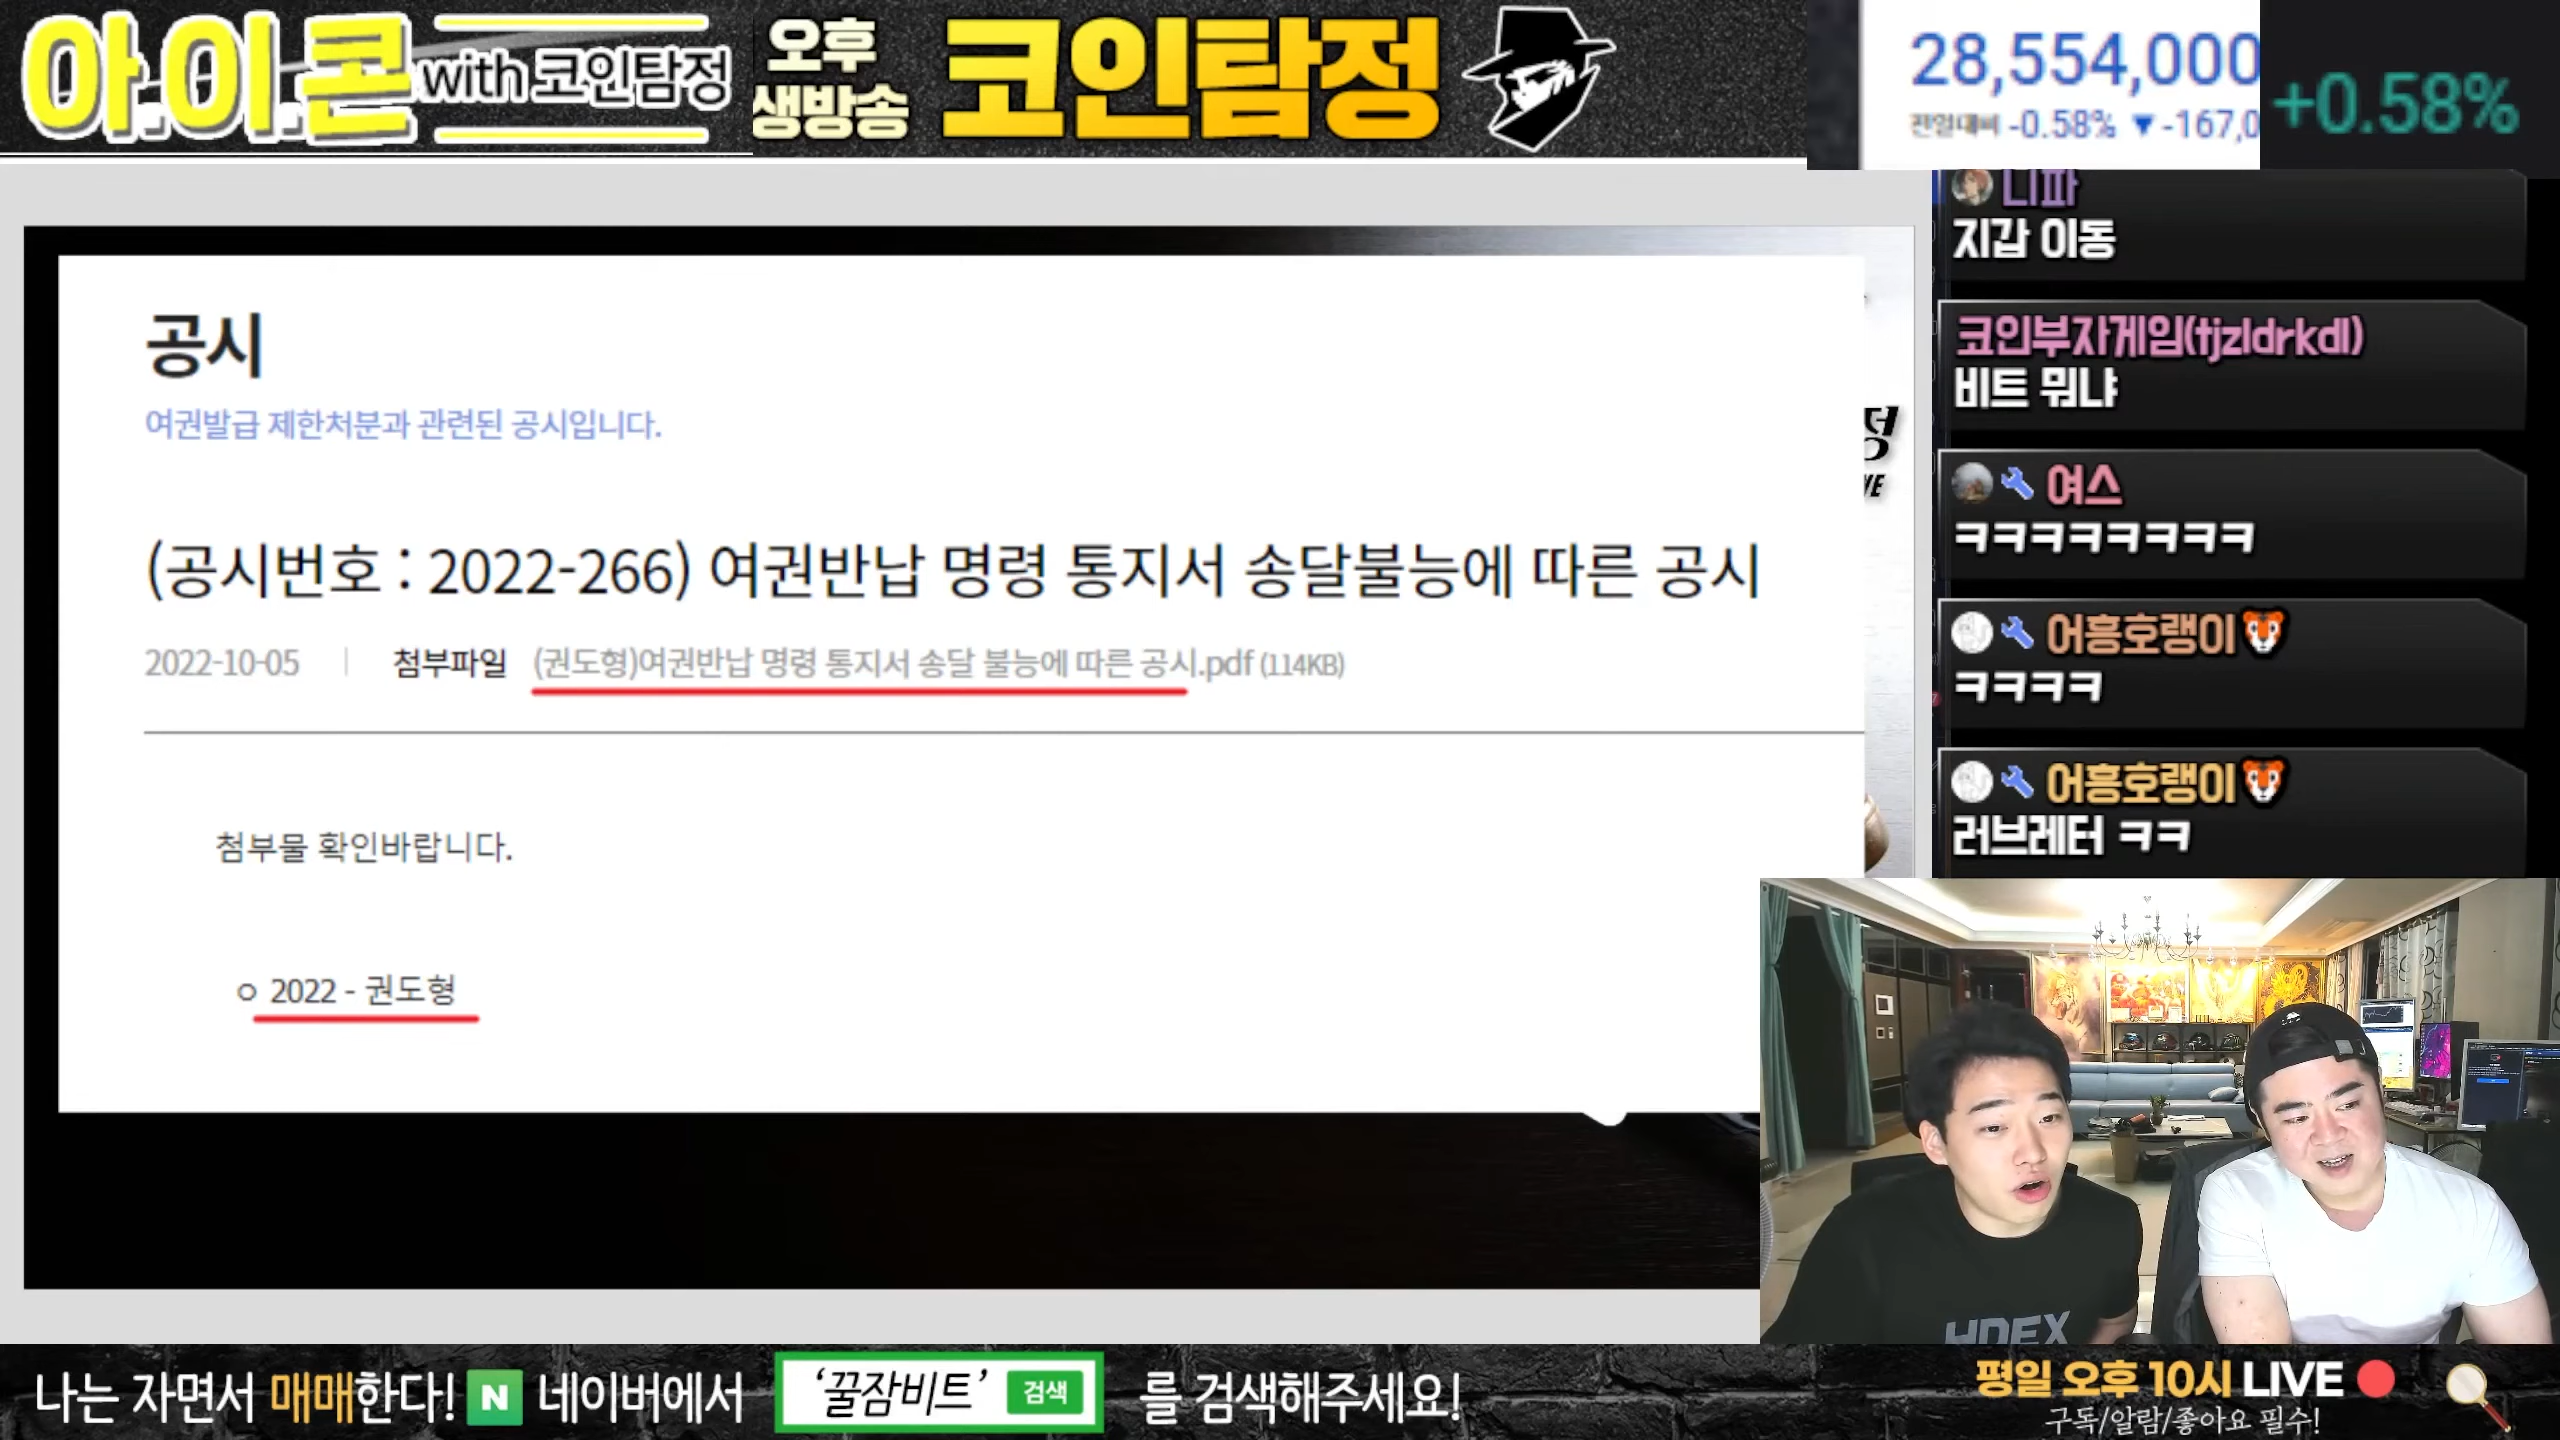 아이콘 with 코인탐정
오후
생방송
코인탐정
28,554,000
전일대비 -0.58% ▼ -167,0
+0.58%
니파
지갑 이동
코인부자게임(tjzldrkdl)
비트 뭐냐
여스
ㅋㅋㅋㅋㅋㅋㅋㅋ
어흥호랭이🐯
ㅋㅋㅋㅋ
어흥호랭이🐯
러브레터 ㅋㅋ
공시
여권발급 제한처분과 관련된 공시입니다.
(공시번호 : 2022-266) 여권반납 명령 통지서 송달불능에 따른 공시
2022-10-05 | 첨부파일 (권도형)여권반납 명령 통지서 송달 불능에 따른 공시.pdf (114KB)
첨부물 확인바랍니다.
○ 2022 - 권도형
HDEX
나는 자면서 매매한다! N 네이버에서 ‘꿀잠비트’ 검색 를 검색해주세요!
평일 오후 10시 LIVE
구독/알람/좋아요 필수!